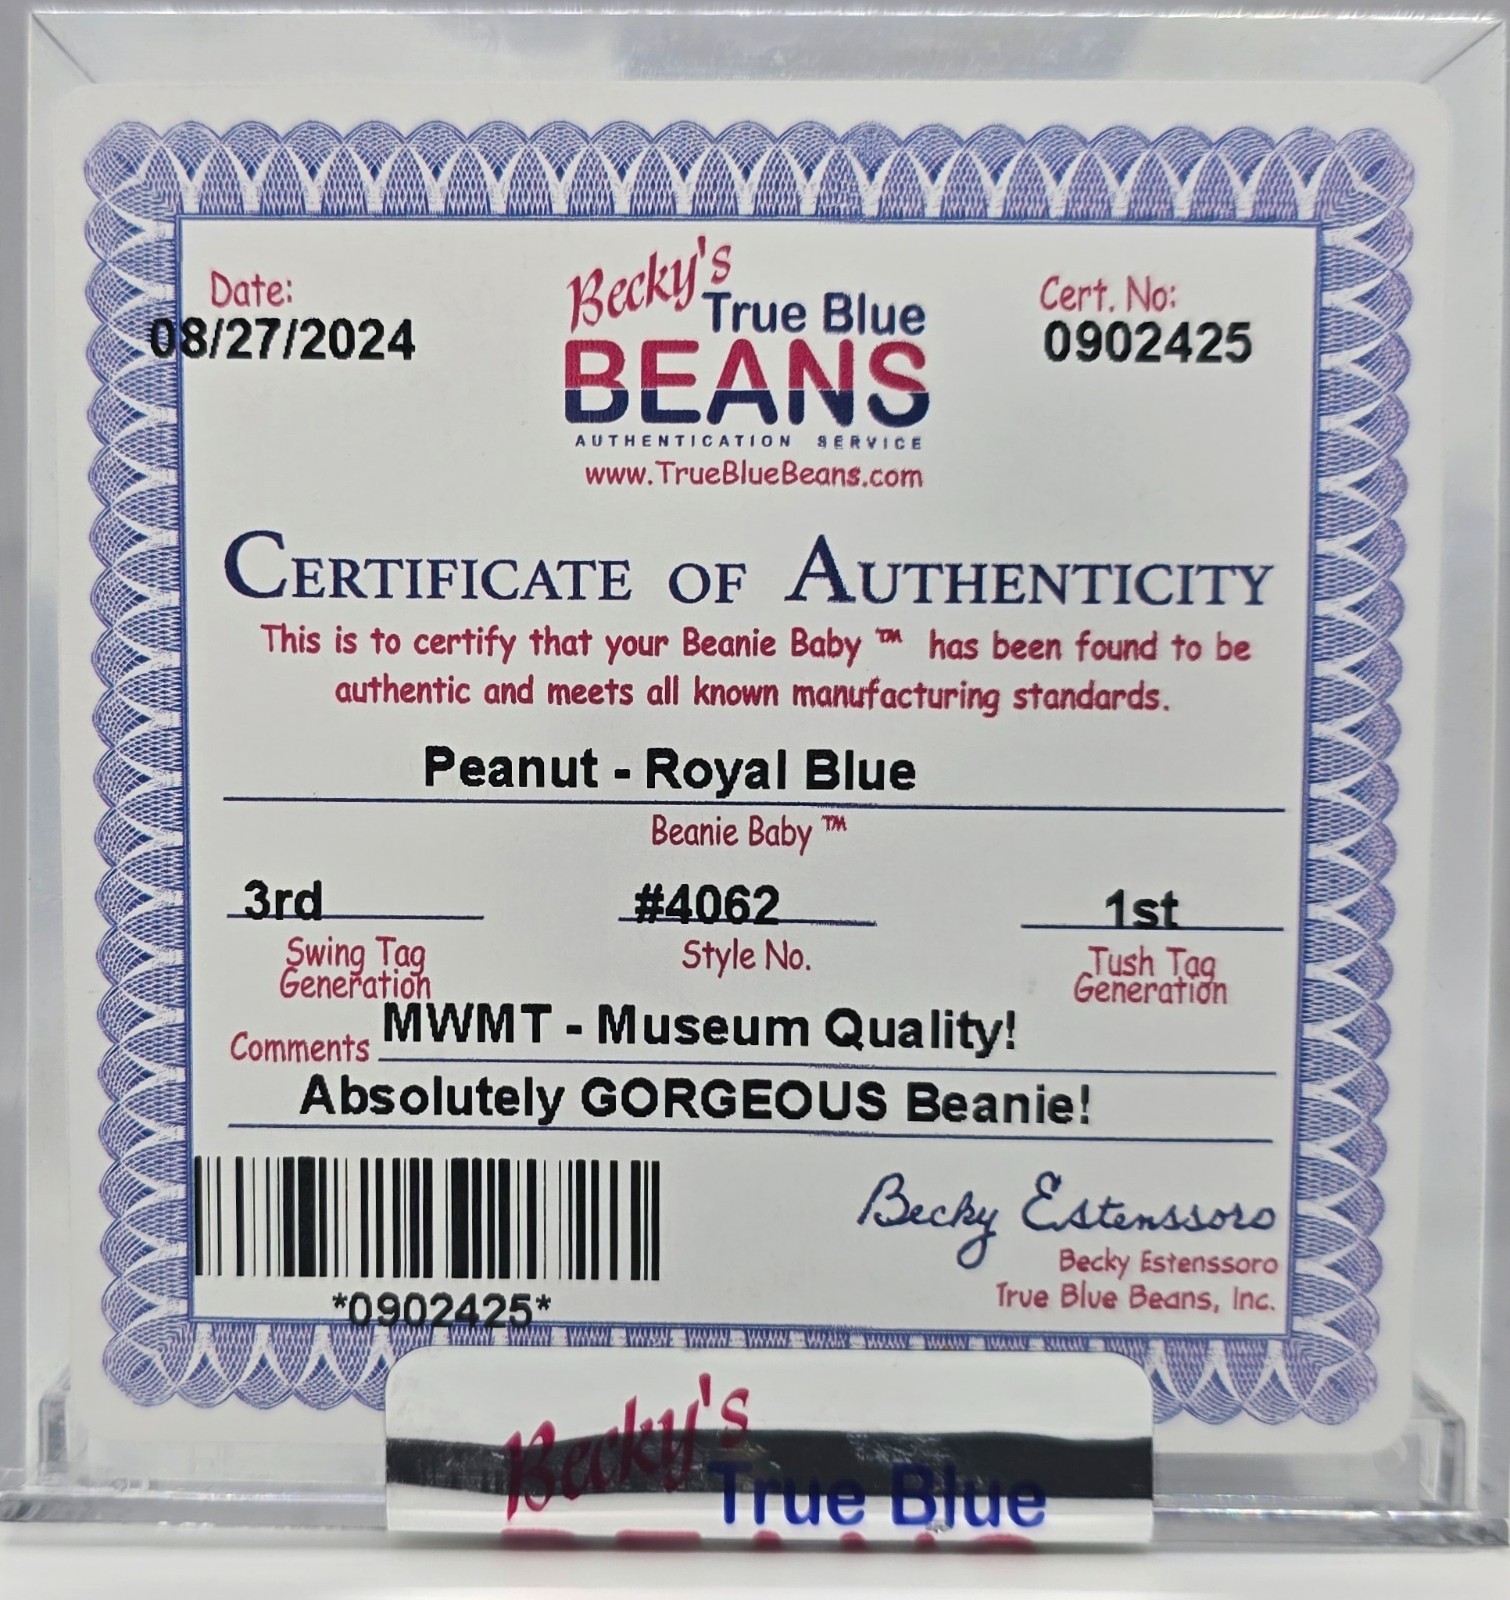 Date:
08/27/2024
Becky's
True Blue
BEANS
AUTHENTICATION SERVICE
www.TrueBlueBeans.com
Cert. No:
0902425
CERTIFICATE OF AUTHENTICITY
This is to certify that your Beanie Baby ™ has been found to be
authentic and meets all known manufacturing standards.
Peanut - Royal Blue
Beanie Baby ™
3rd #4062 1st
Swing Tag
Generation
Style No.
Tush Tag
Generation
Comments MWMT - Museum Quality!
Absolutely GORGEOUS Beanie!
*0902425*
Becky Estenssoro
Becky Estenssoro
True Blue Beans, Inc.
Becky's
True Blue